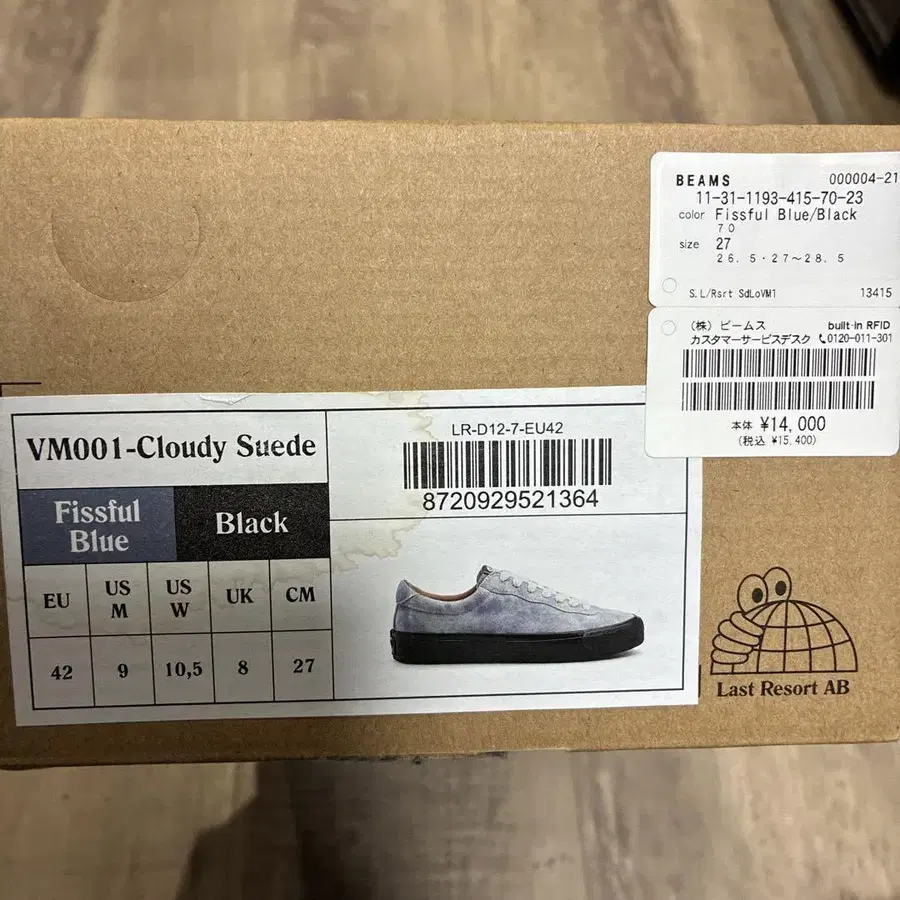 BEAMS 000004-21
11-31-1193-415-70-23
color Fissful Blue/Black
70
size 27
26.5・27～28.5
S.L/Rsrt SdLoVM1 13415
(株)ビームス built-in RFID
カスタマーサービスデスク 0120-011-301
本体 ¥14,000
(税込 ¥15,400)
VM001-Cloudy Suede
Fissful
Blue
Black
EU US M US W UK CM
42 9 10,5 8 27
LR-D12-7-EU42
8720929521364
Last Resort AB